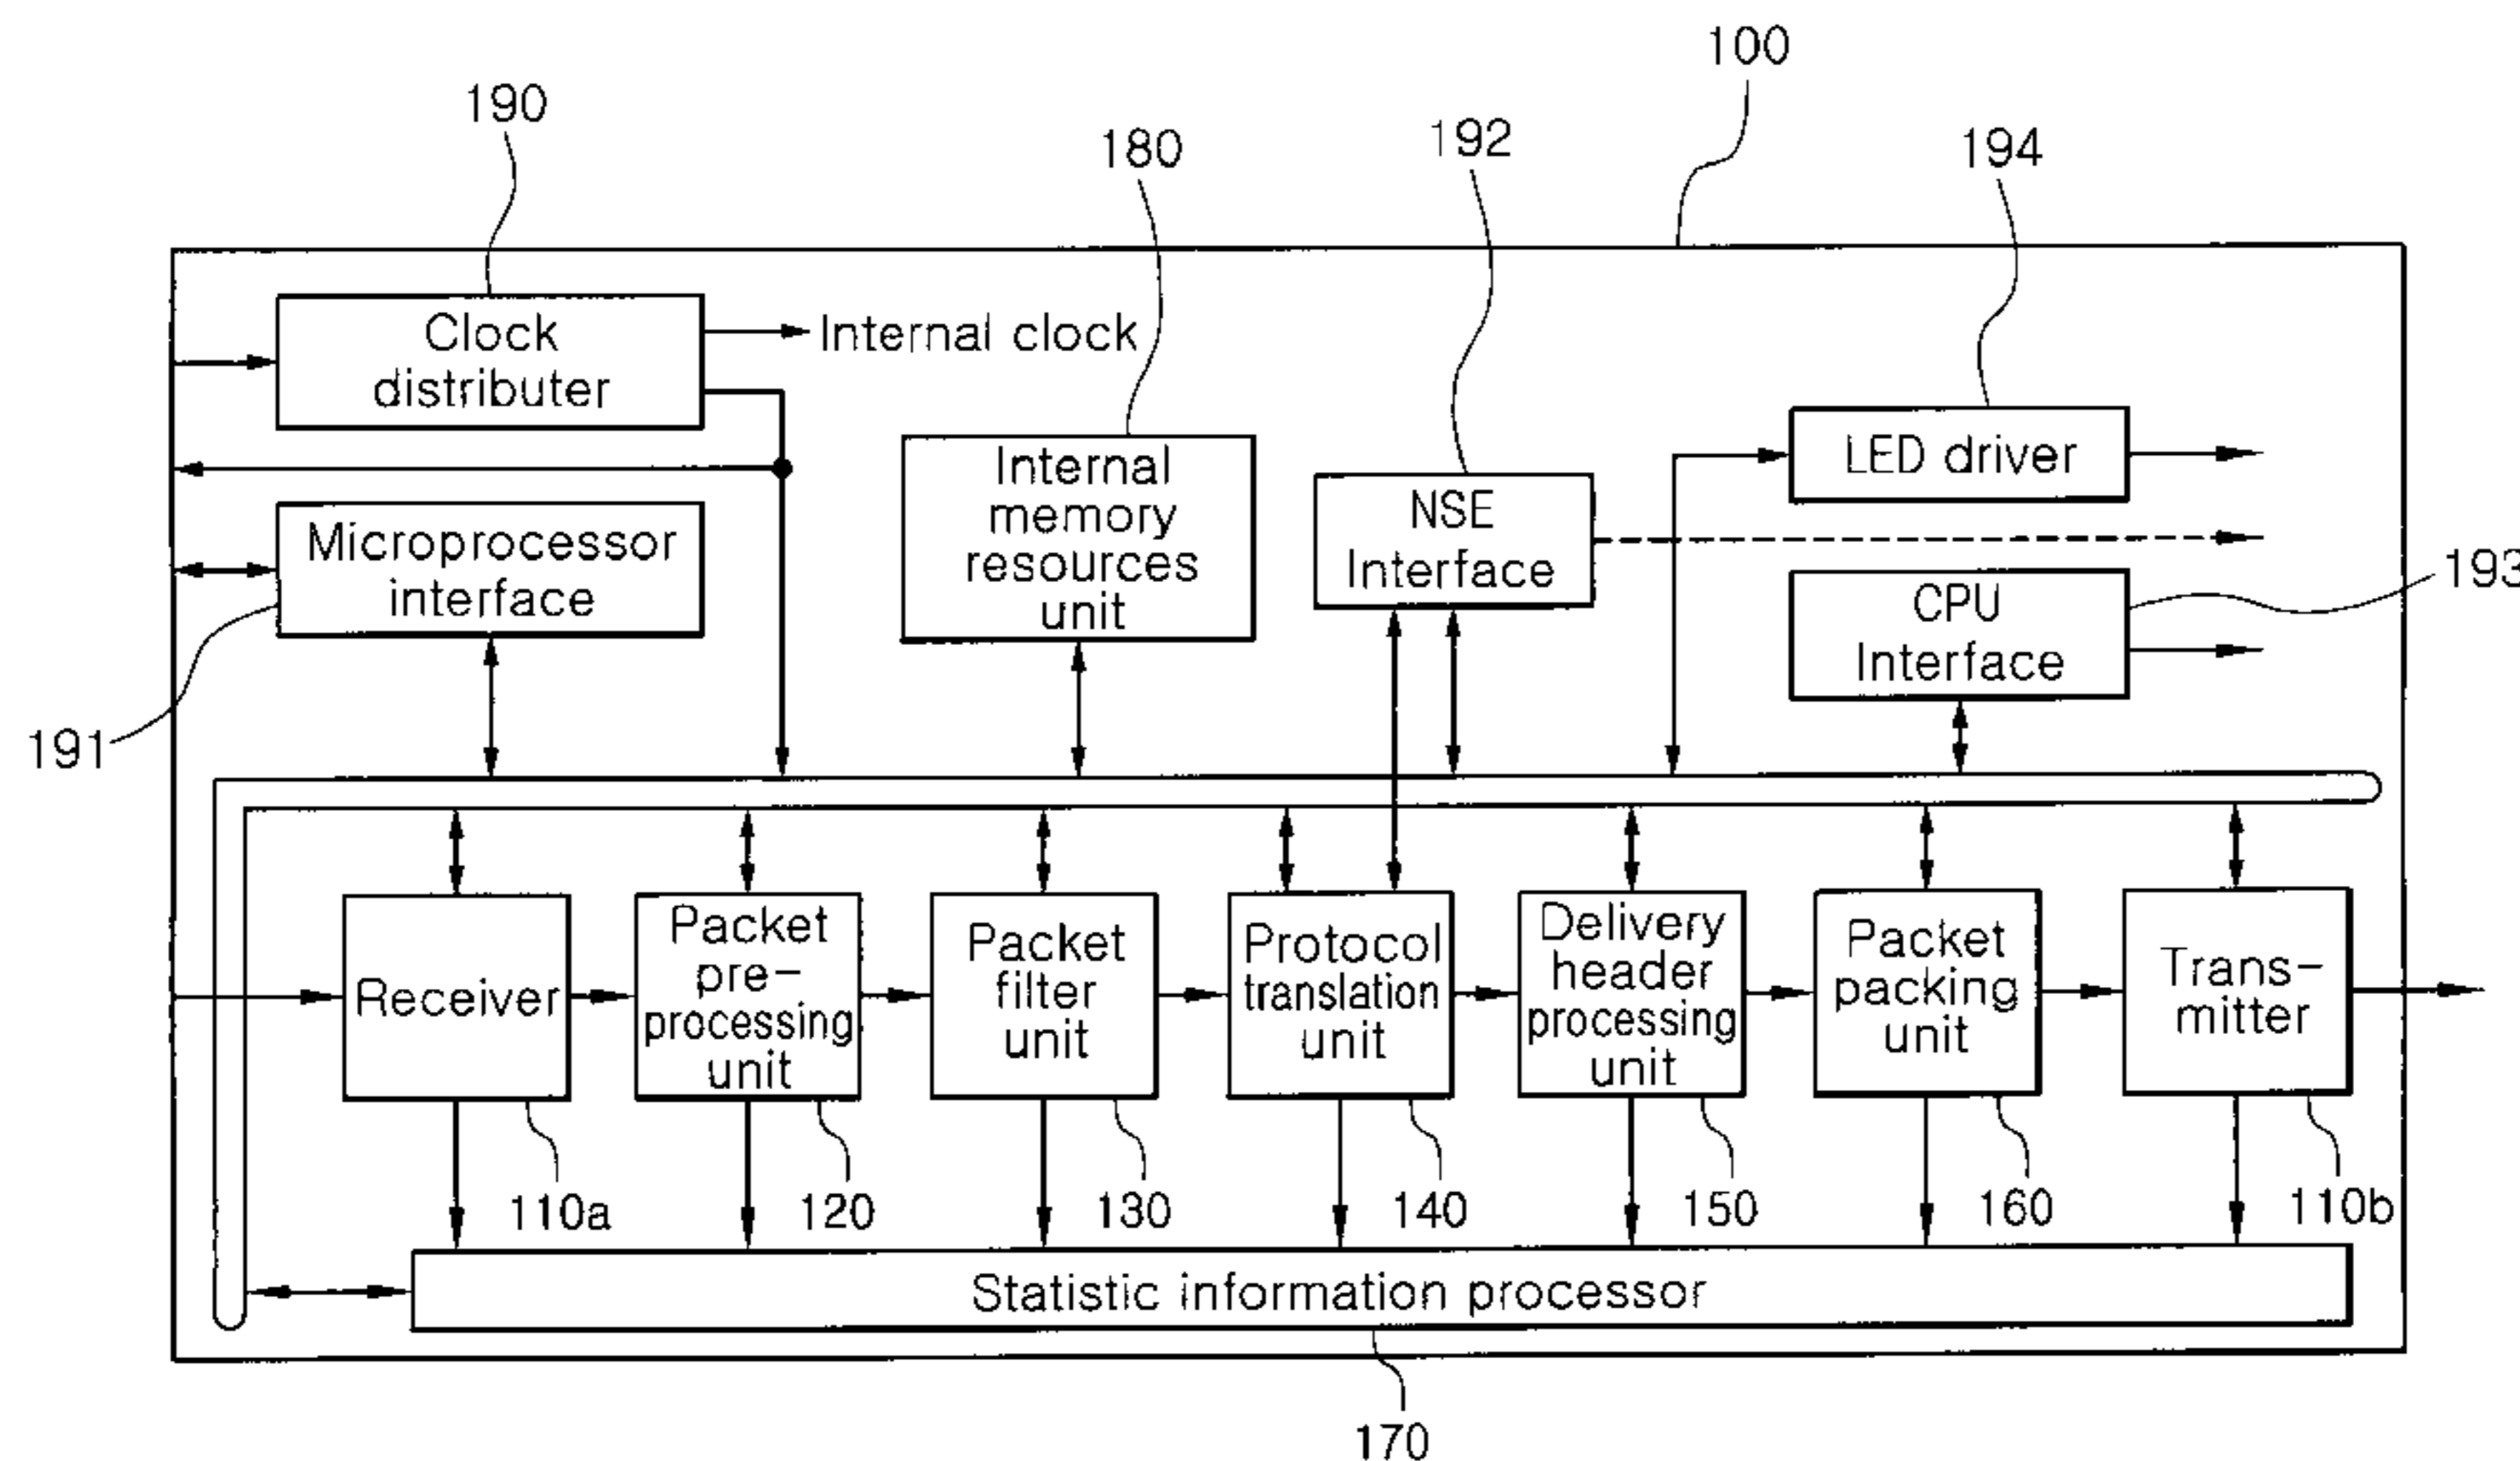 100
190
180
192
194
Clock
distributer
Internal clock
Internal
memory
resources
unit
NSE
Interface
LED driver
Microprocessor
interface
CPU
Interface
193
191
Receiver
Packet
pre-
processing
unit
Packet
filter
unit
Protocol
translation
unit
Delivery
header
processing
unit
Packet
packing
unit
Trans-
mitter
110a
120
130
140
150
160
110b
Statistic information processor
170